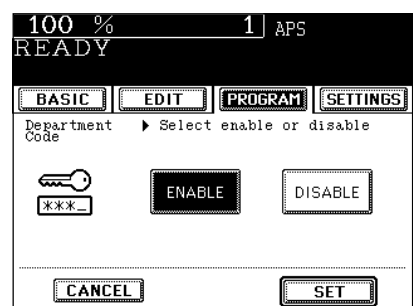 100 % 1 APS
READY
BASIC EDIT PROGRAM SETTINGS
Department ▶ Select enable or disable
Code
***_ ENABLE DISABLE
CANCEL SET